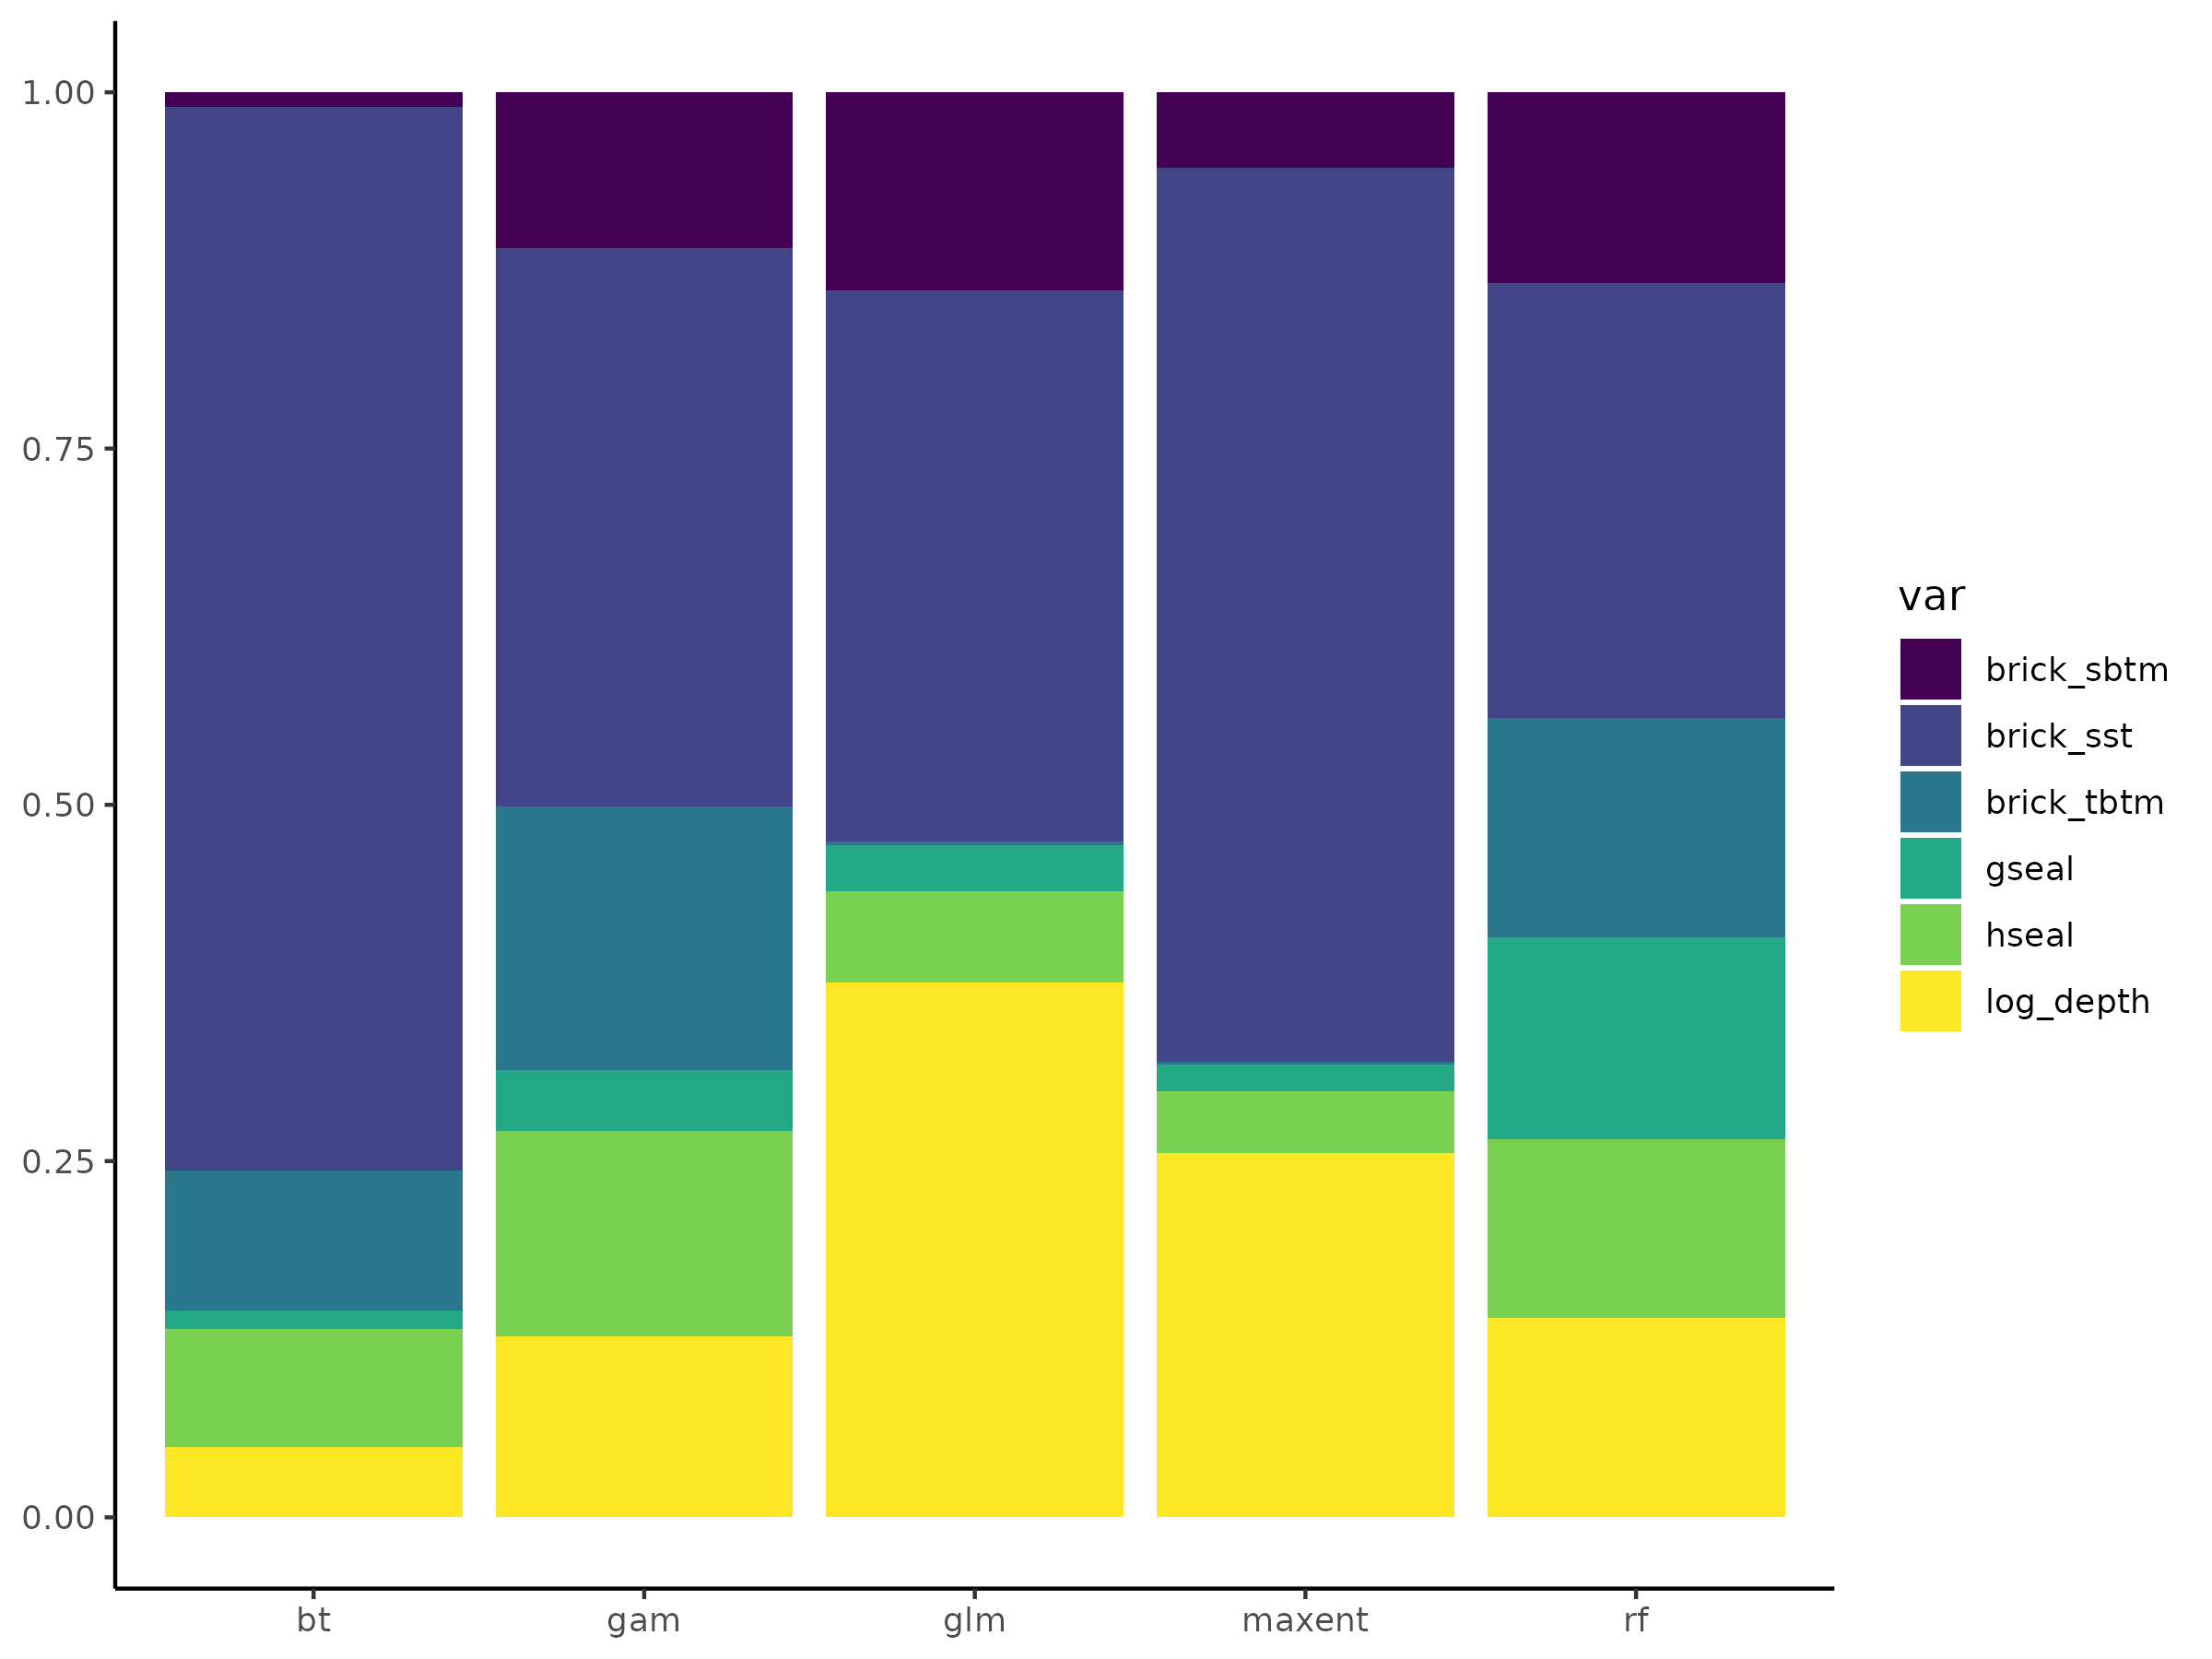 1.00
0.75
0.50
0.25
0.00
bt gam glm maxent rf
var
brick_sbtm
brick_sst
brick_tbtm
gseal
hseal
log_depth